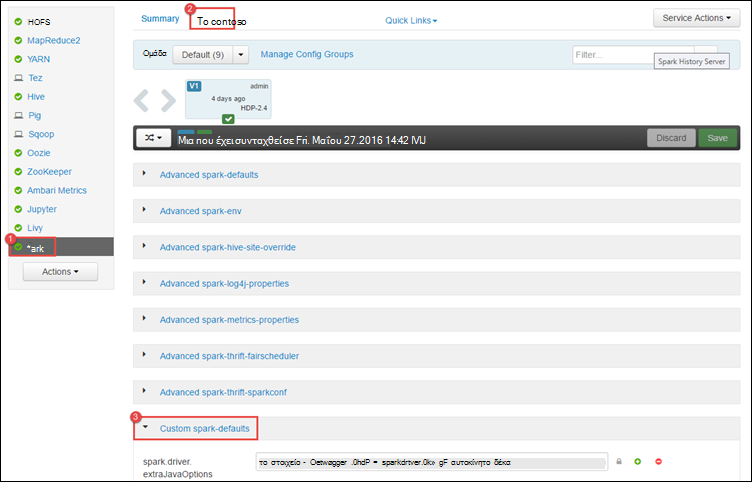 HOFS
MapReduce2
YARN
Tez
Hive
Pig
Sqoop
Oozie
ZooKeeper
Ambari Metrics
Jupyter
Livy
1
*ark
Actions
Summary
2
Το contoso
Quick Links
Service Actions
Ομάδα
Default (9)
Manage Config Groups
Filter...
Spark History Server
V1
admin
4 days ago
HDP-2.4
Μια που έχει συνταχθεί σε Fri. Μαΐου 27.2016 14:42
Discard
Save
Advanced spark-defaults
Advanced spark-env
Advanced spark-hive-site-override
Advanced spark-log4j-properties
Advanced spark-metrics-properties
Advanced spark-thrift-fairscheduler
Advanced spark-thrift-sparkconf
3
Custom spark-defaults
spark.driver.
extraJavaOptions
το στοιχείο - Oetwøgger .0hdP = sparkdriver.0k» gF αυτοκίνητο δέκα